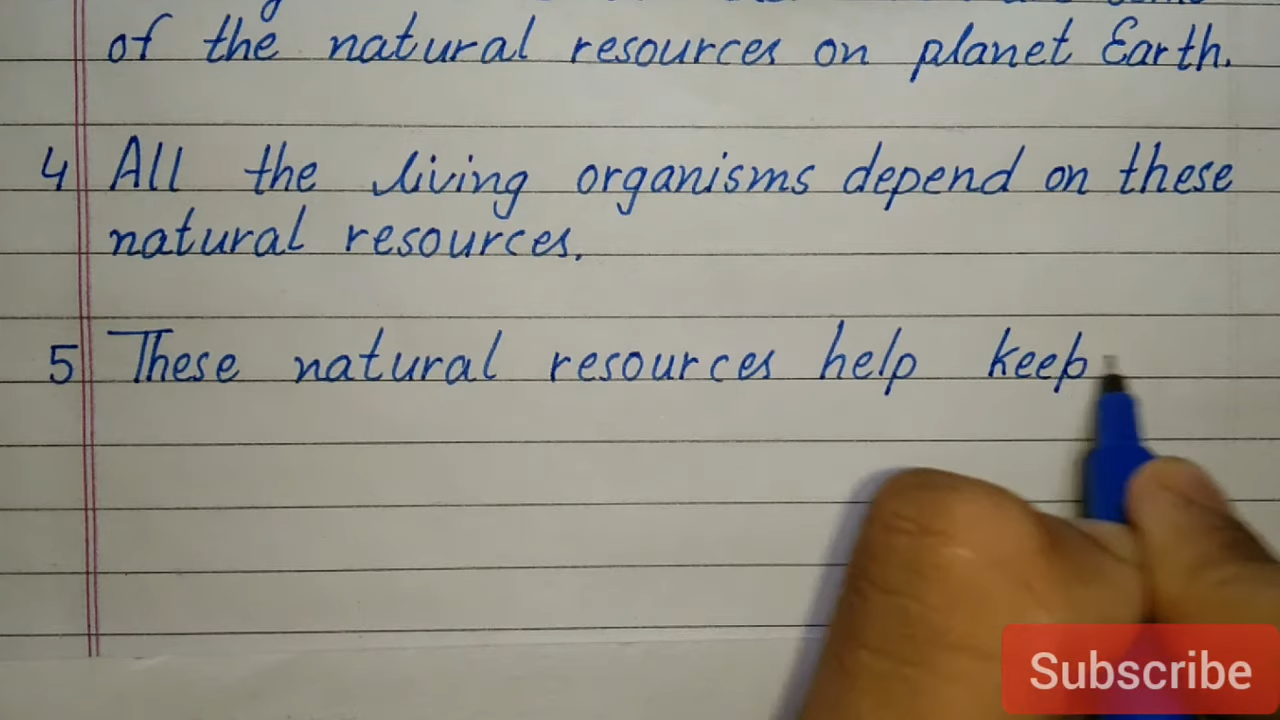 of the natural resources on planet Earth.
4 All the living organisms depend on these
natural resources.
5 These natural resources help keep
Subscribe